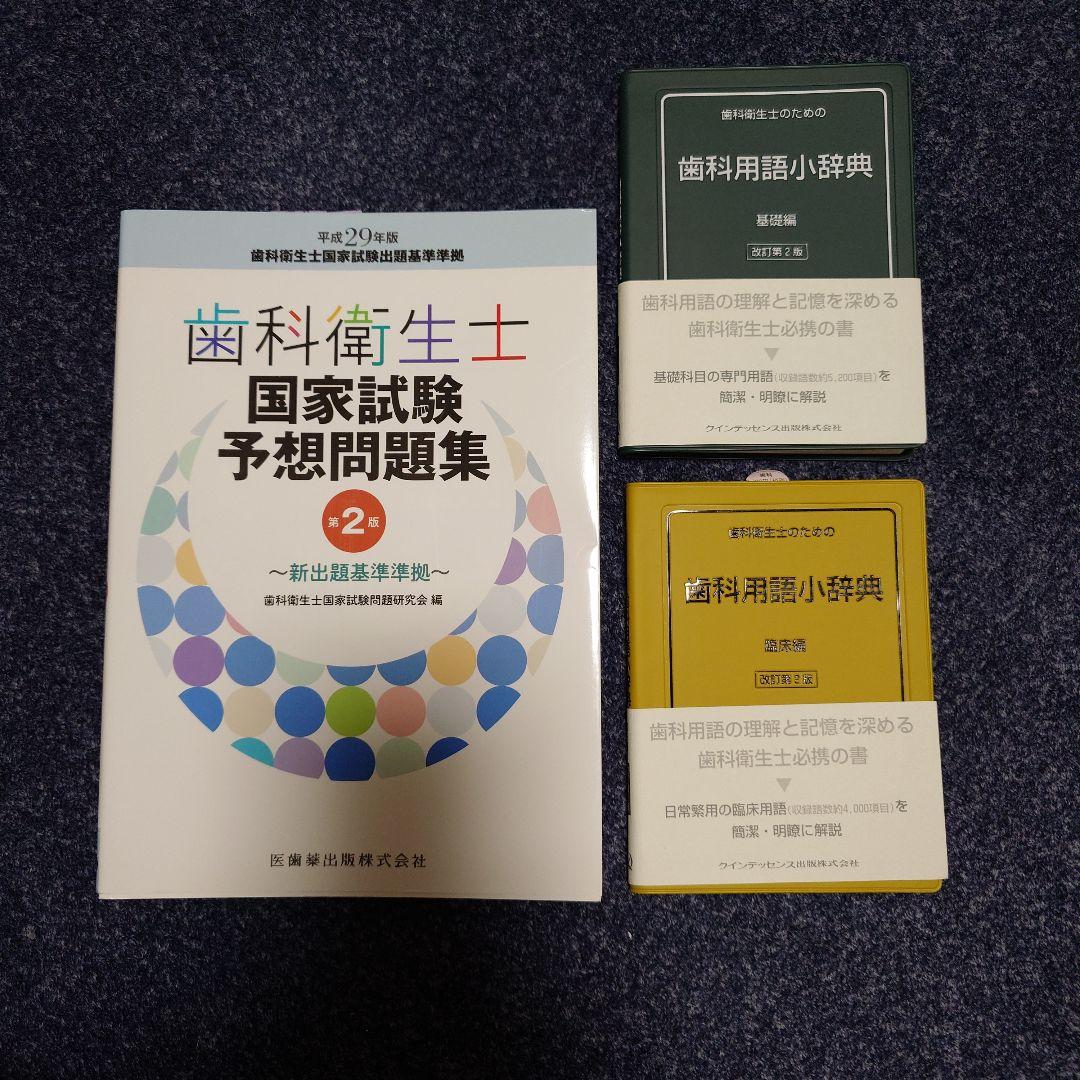 平成29年版
歯科衛生士国家試験出題基準準拠
歯科衛生士
国家試験
予想問題集
第2版
～新出題基準準拠～
歯科衛生士国家試験問題研究会 編
医歯薬出版株式会社
歯科衛生士のための
歯科用語小辞典
基礎編
改訂第2版
歯科用語の理解と記憶を深める
歯科衛生士必携の書
▼
基礎科目の専門用語(収録語数約5,200項目)を
簡潔・明瞭に解説
クインテッセンス出版株式会社
歯科
歯科衛生士のための
歯科用語小辞典
臨床編
改訂第2版
歯科用語の理解と記憶を深める
歯科衛生士必携の書
▼
日常繁用の臨床用語(収録語数約4,000項目)を
簡潔・明瞭に解説
クインテッセンス出版株式会社